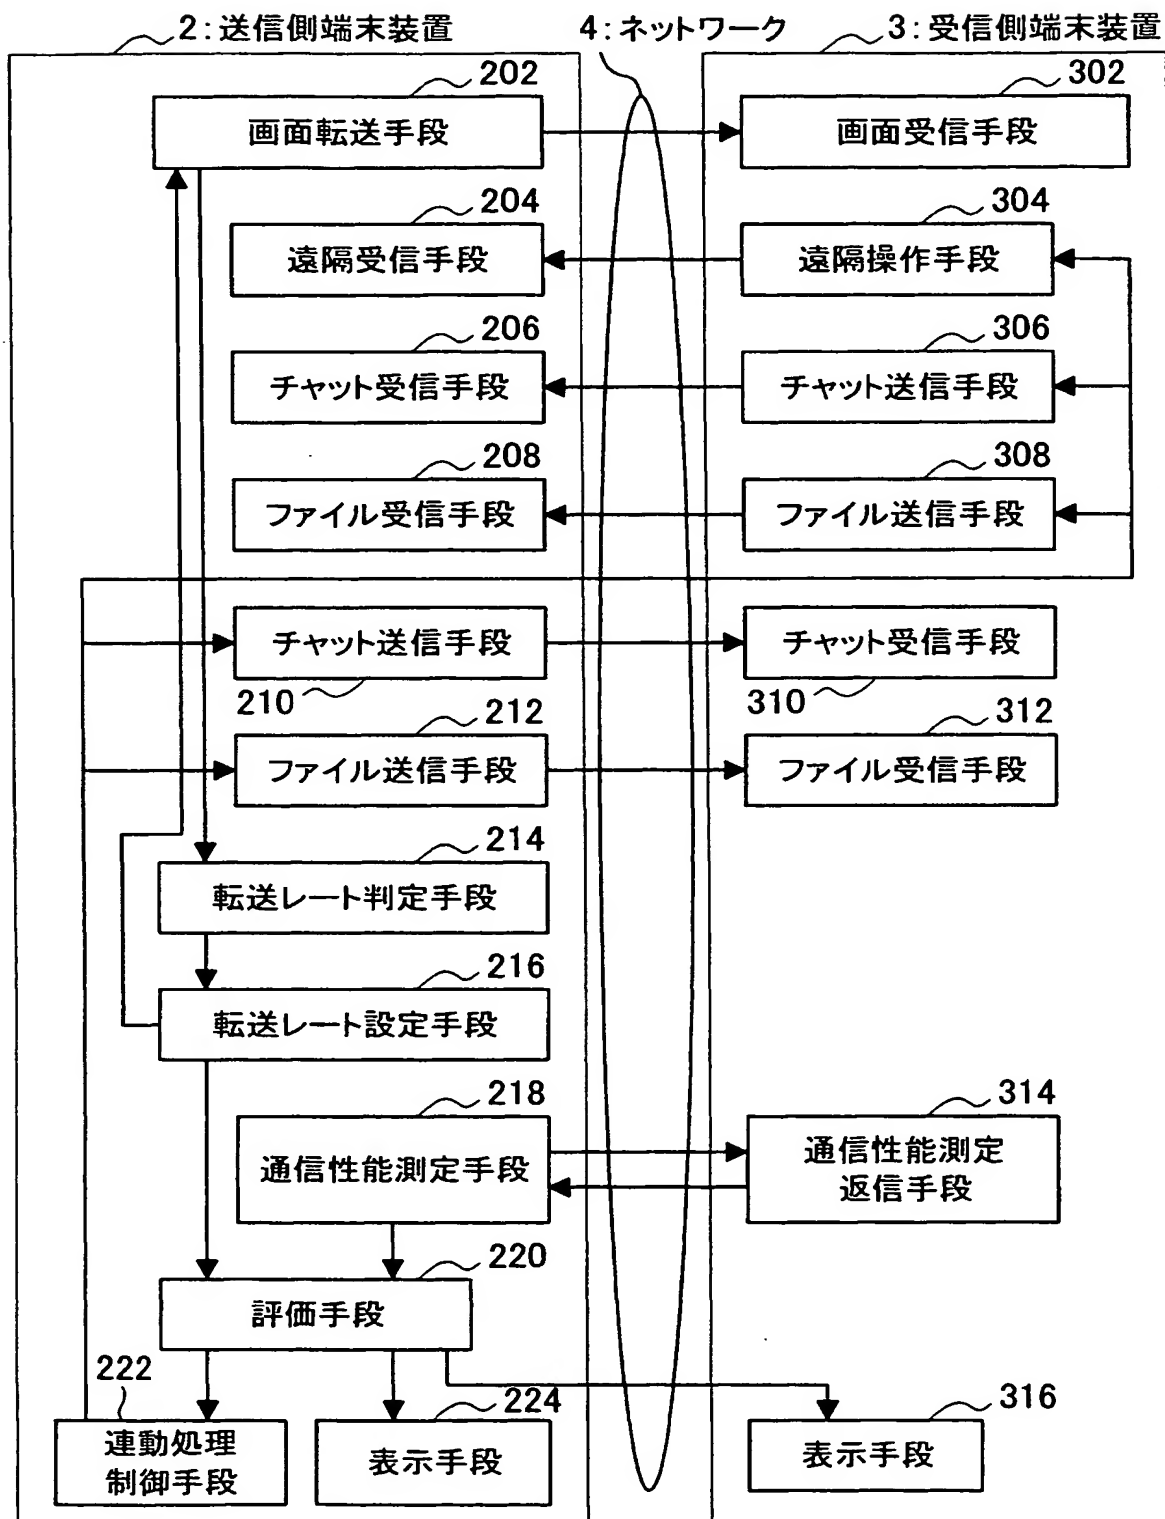 2:送信側端末装置
4:ネットワーク
3:受信側端末装置
202
302
画面転送手段
画面受信手段
204
304
遠隔受信手段
遠隔操作手段
206
306
チャット受信手段
チャット送信手段
208
308
ファイル受信手段
ファイル送信手段
チャット送信手段
チャット受信手段
210
310
212
312
ファイル送信手段
ファイル受信手段
214
転送レート判定手段
216
転送レート設定手段
218
314
通信性能測定手段
通信性能測定
返信手段
220
評価手段
222
224
316
連動処理
制御手段
表示手段
表示手段